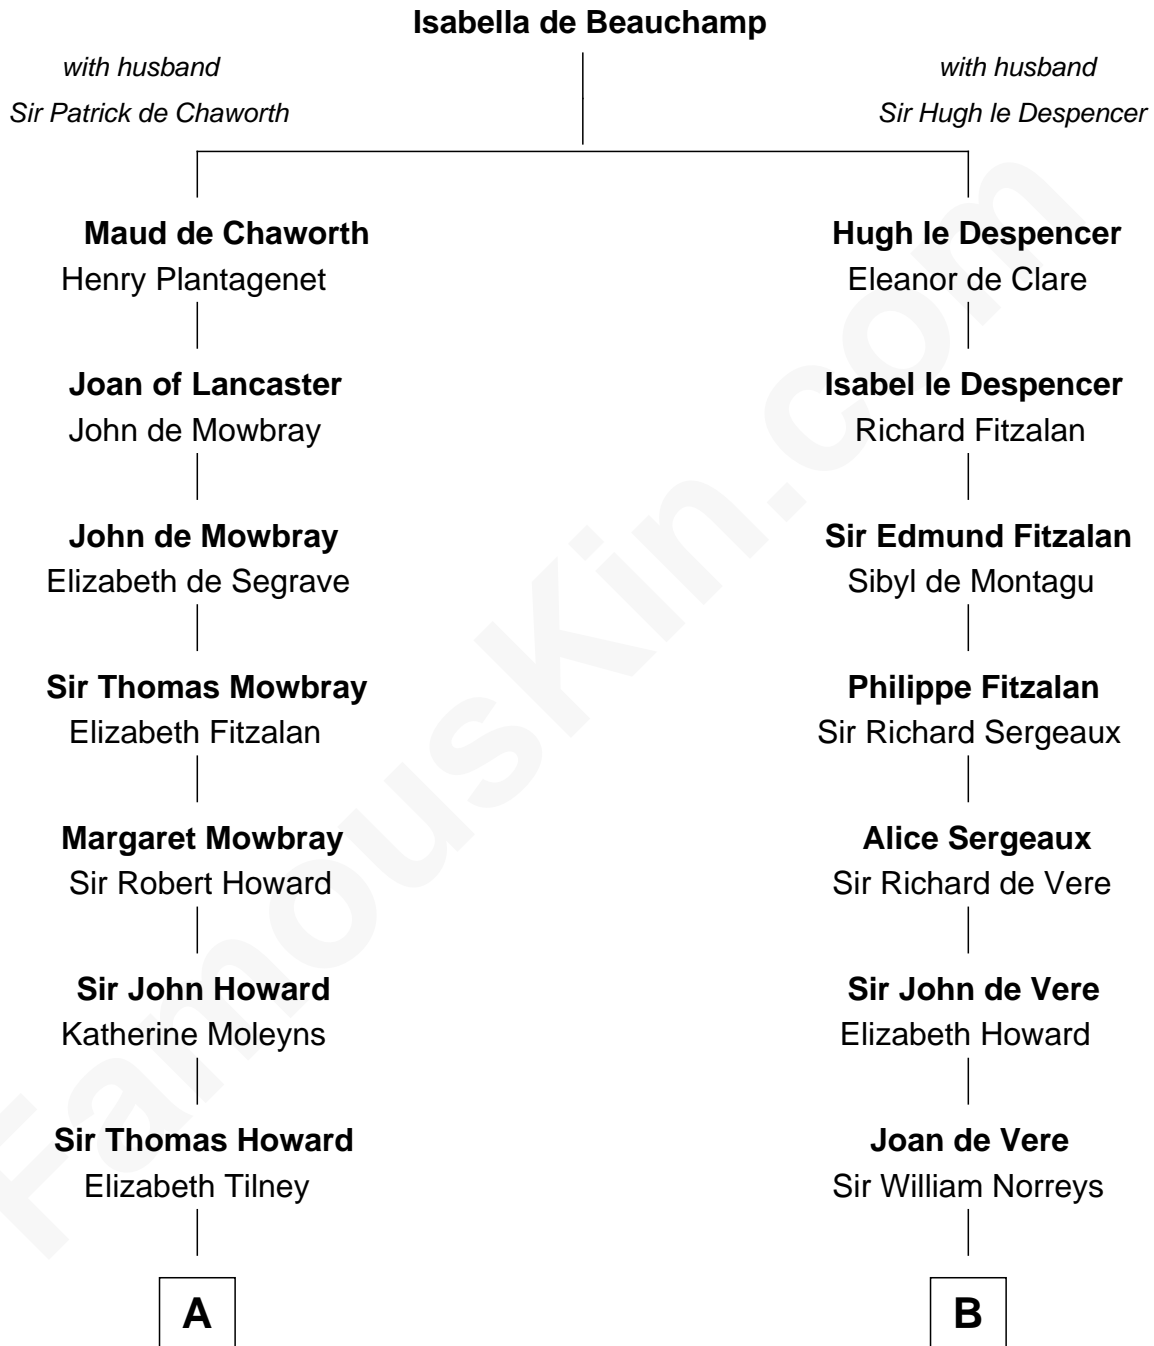 Isabella de Beauchamp
with husband
Sir Patrick de Chaworth
with husband
Sir Hugh le Despencer
Maud de Chaworth
Henry Plantagenet
Hugh le Despencer
Eleanor de Clare
Joan of Lancaster
John de Mowbray
Isabel le Despencer
Richard Fitzalan
John de Mowbray
Elizabeth de Segrave
Sir Edmund Fitzalan
Sibyl de Montagu
Sir Thomas Mowbray
Elizabeth Fitzalan
Philippe Fitzalan
Sir Richard Sergeaux
Margaret Mowbray
Sir Robert Howard
Alice Sergeaux
Sir Richard de Vere
Sir John Howard
Katherine Moleyns
Sir John de Vere
Elizabeth Howard
Sir Thomas Howard
Elizabeth Tilney
Joan de Vere
Sir William Norreys
A
B
FamousKin.com